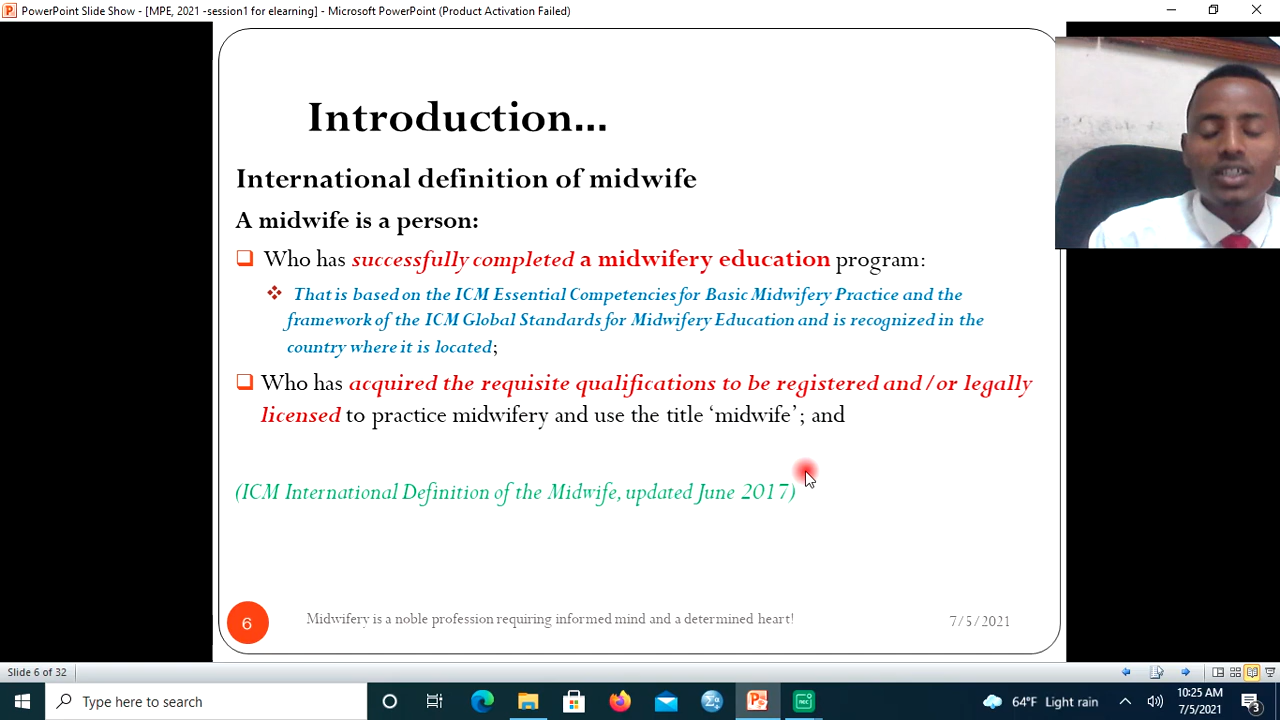 PowerPoint Slide Show - [MPE, 2021 -session1 for elearning] - Microsoft PowerPoint (Product Activation Failed)
Introduction...
International definition of midwife
A midwife is a person:
Who has successfully completed a midwifery education program:
That is based on the ICM Essential Competencies for Basic Midwifery Practice and the
framework of the ICM Global Standards for Midwifery Education and is recognized in the
country where it is located;
Who has acquired the requisite qualifications to be registered and/or legally
licensed to practice midwifery and use the title ‘midwife’; and
(ICM International Definition of the Midwife, updated June 2017)
6
Midwifery is a noble profession requiring informed mind and a determined heart!
7/5/2021
Slide 6 of 32
Type here to search
64°F Light rain
10:25 AM
7/5/2021
3